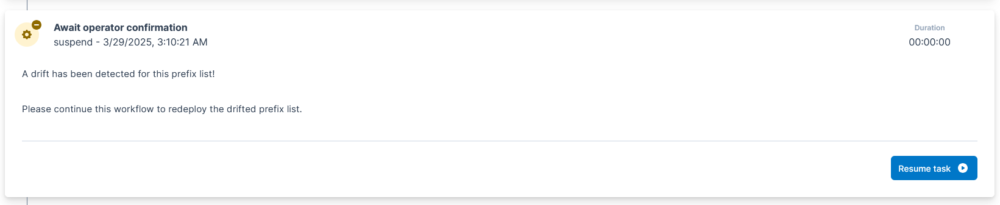 Await operator confirmation
suspend - 3/29/2025, 3:10:21 AM
Duration
00:00:00
A drift has been detected for this prefix list!
Please continue this workflow to redeploy the drifted prefix list.
Resume task